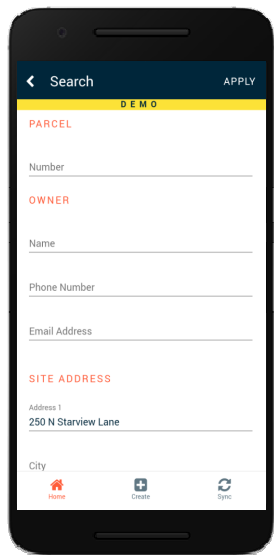 Search APPLY
DEMO
PARCEL
Number
OWNER
Name
Phone Number
Email Address
SITE ADDRESS
Address 1
250 N Starview Lane
City
Home Create Sync